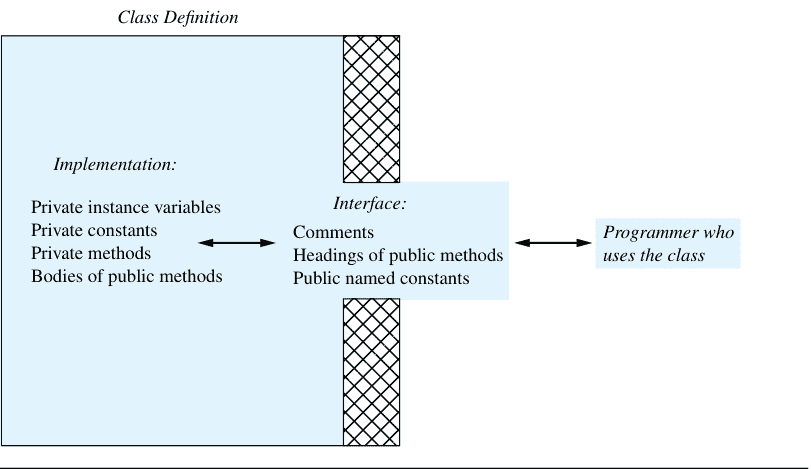 Class Definition
Implementation:
Private instance variables
Private constants
Private methods
Bodies of public methods
Interface:
Comments
Headings of public methods
Public named constants
Programmer who
uses the class